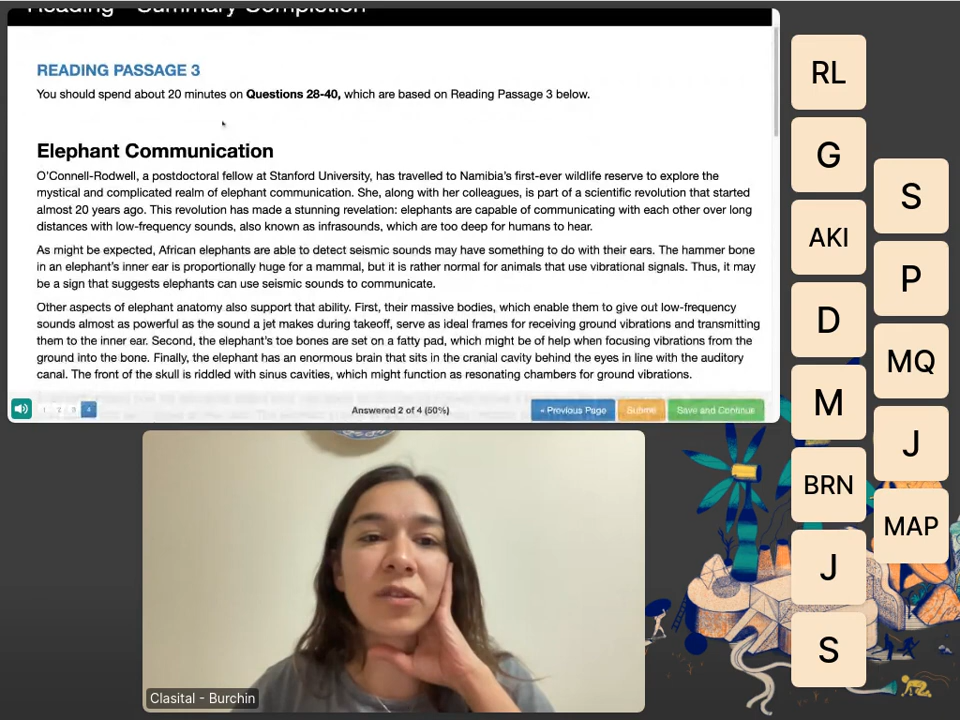 Reading - Summary Completion
READING PASSAGE 3
You should spend about 20 minutes on Questions 28-40, which are based on Reading Passage 3 below.
Elephant Communication
O'Connell-Rodwell, a postdoctoral fellow at Stanford University, has travelled to Namibia's first-ever wildlife reserve to explore the
mystical and complicated realm of elephant communication. She, along with her colleagues, is part of a scientific revolution that started
almost 20 years ago. This revolution has made a stunning revelation: elephants are capable of communicating with each other over long
distances with low-frequency sounds, also known as infrasounds, which are too deep for humans to hear.
As might be expected, African elephants are able to detect seismic sounds may have something to do with their ears. The hammer bone
in an elephant's inner ear is proportionally huge for a mammal, but it is rather normal for animals that use vibrational signals. Thus, it may
be a sign that suggests elephants can use seismic sounds to communicate.
Other aspects of elephant anatomy also support that ability. First, their massive bodies, which enable them to give out low-frequency
sounds almost as powerful as the sound a jet makes during takeoff, serve as ideal frames for receiving ground vibrations and transmitting
them to the inner ear. Second, the elephant's toe bones are set on a fatty pad, which might be of help when focusing vibrations from the
ground into the bone. Finally, the elephant has an enormous brain that sits in the cranial cavity behind the eyes in line with the auditory
canal. The front of the skull is riddled with sinus cavities, which might function as resonating chambers for ground vibrations.
1 2 3 4
Answered 2 of 4 (50%)
« Previous Page
Submit
Save and Continue
Clasital - Burchin
RL
G
AKI
D
M
BRN
J
S
S
P
MQ
J
MAP